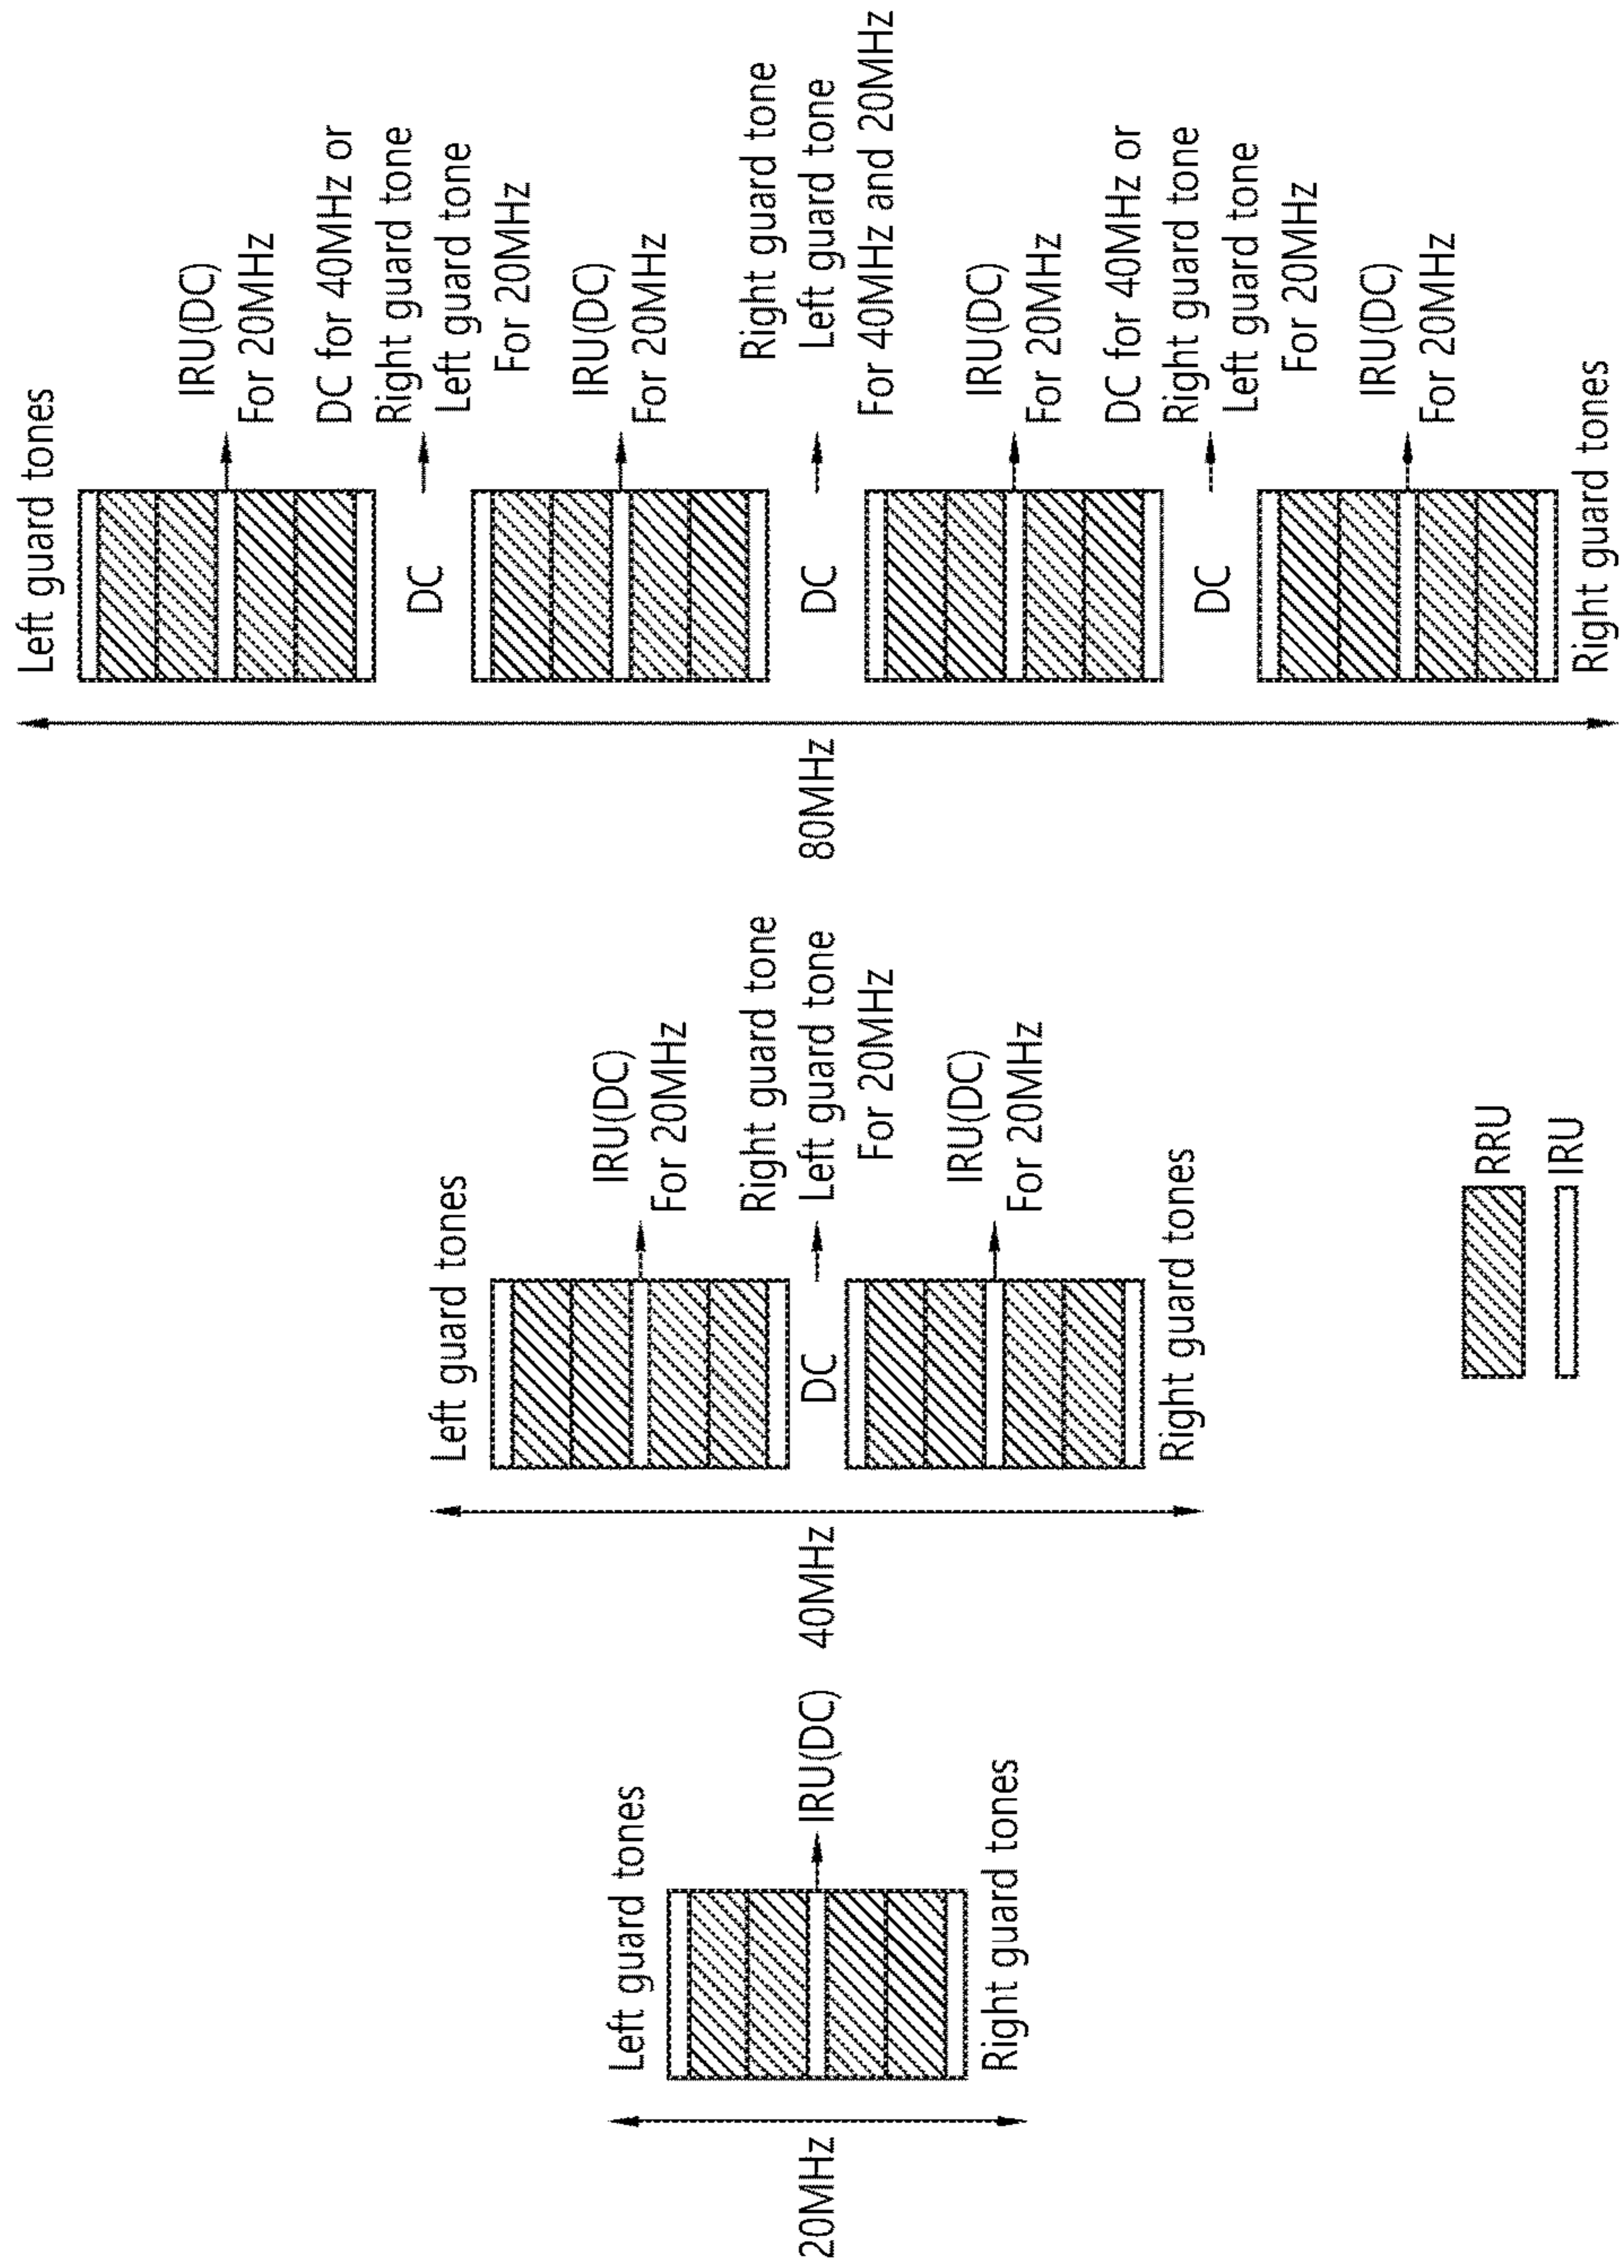 20MHz
Left guard tones
IRU(DC)
Right guard tones
40MHz
Left guard tones
IRU(DC)
For 20MHz
DC
Right guard tone
Left guard tone
For 20MHz
IRU(DC)
For 20MHz
Right guard tones
80MHz
Left guard tones
IRU(DC)
For 20MHz
DC
DC for 40MHz or
Right guard tone
Left guard tone
For 20MHz
IRU(DC)
For 20MHz
DC
Right guard tone
Left guard tone
For 40MHz and 20MHz
IRU(DC)
For 20MHz
DC
DC for 40MHz or
Right guard tone
Left guard tone
For 20MHz
IRU(DC)
For 20MHz
Right guard tones
RRU
IRU